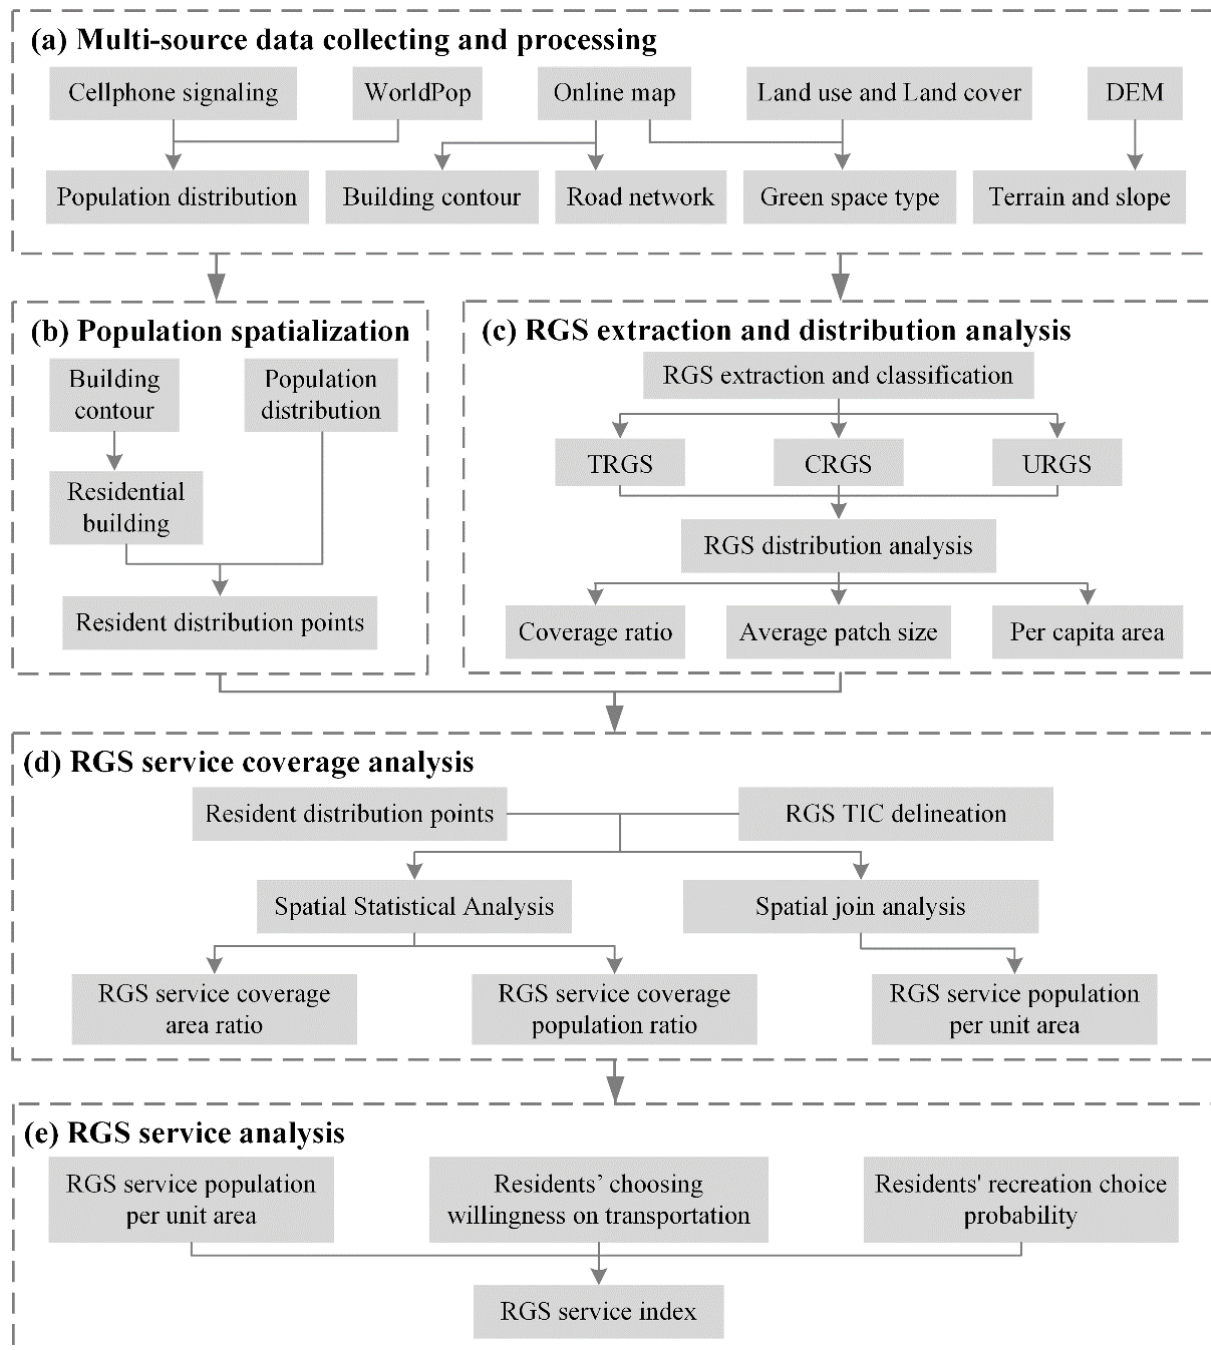 (a) Multi-source data collecting and processing
Cellphone signaling
WorldPop
Online map
Land use and Land cover
DEM
Population distribution
Building contour
Road network
Green space type
Terrain and slope
(b) Population spatialization
Building
contour
Population
distribution
Residential
building
Resident distribution points
(c) RGS extraction and distribution analysis
RGS extraction and classification
TRGS
CRGS
URGS
RGS distribution analysis
Coverage ratio
Average patch size
Per capita area
(d) RGS service coverage analysis
Resident distribution points
RGS TIC delineation
Spatial Statistical Analysis
Spatial join analysis
RGS service coverage
area ratio
RGS service coverage
population ratio
RGS service population
per unit area
(e) RGS service analysis
RGS service population
per unit area
Residents’ choosing
willingness on transportation
Residents' recreation choice
probability
RGS service index